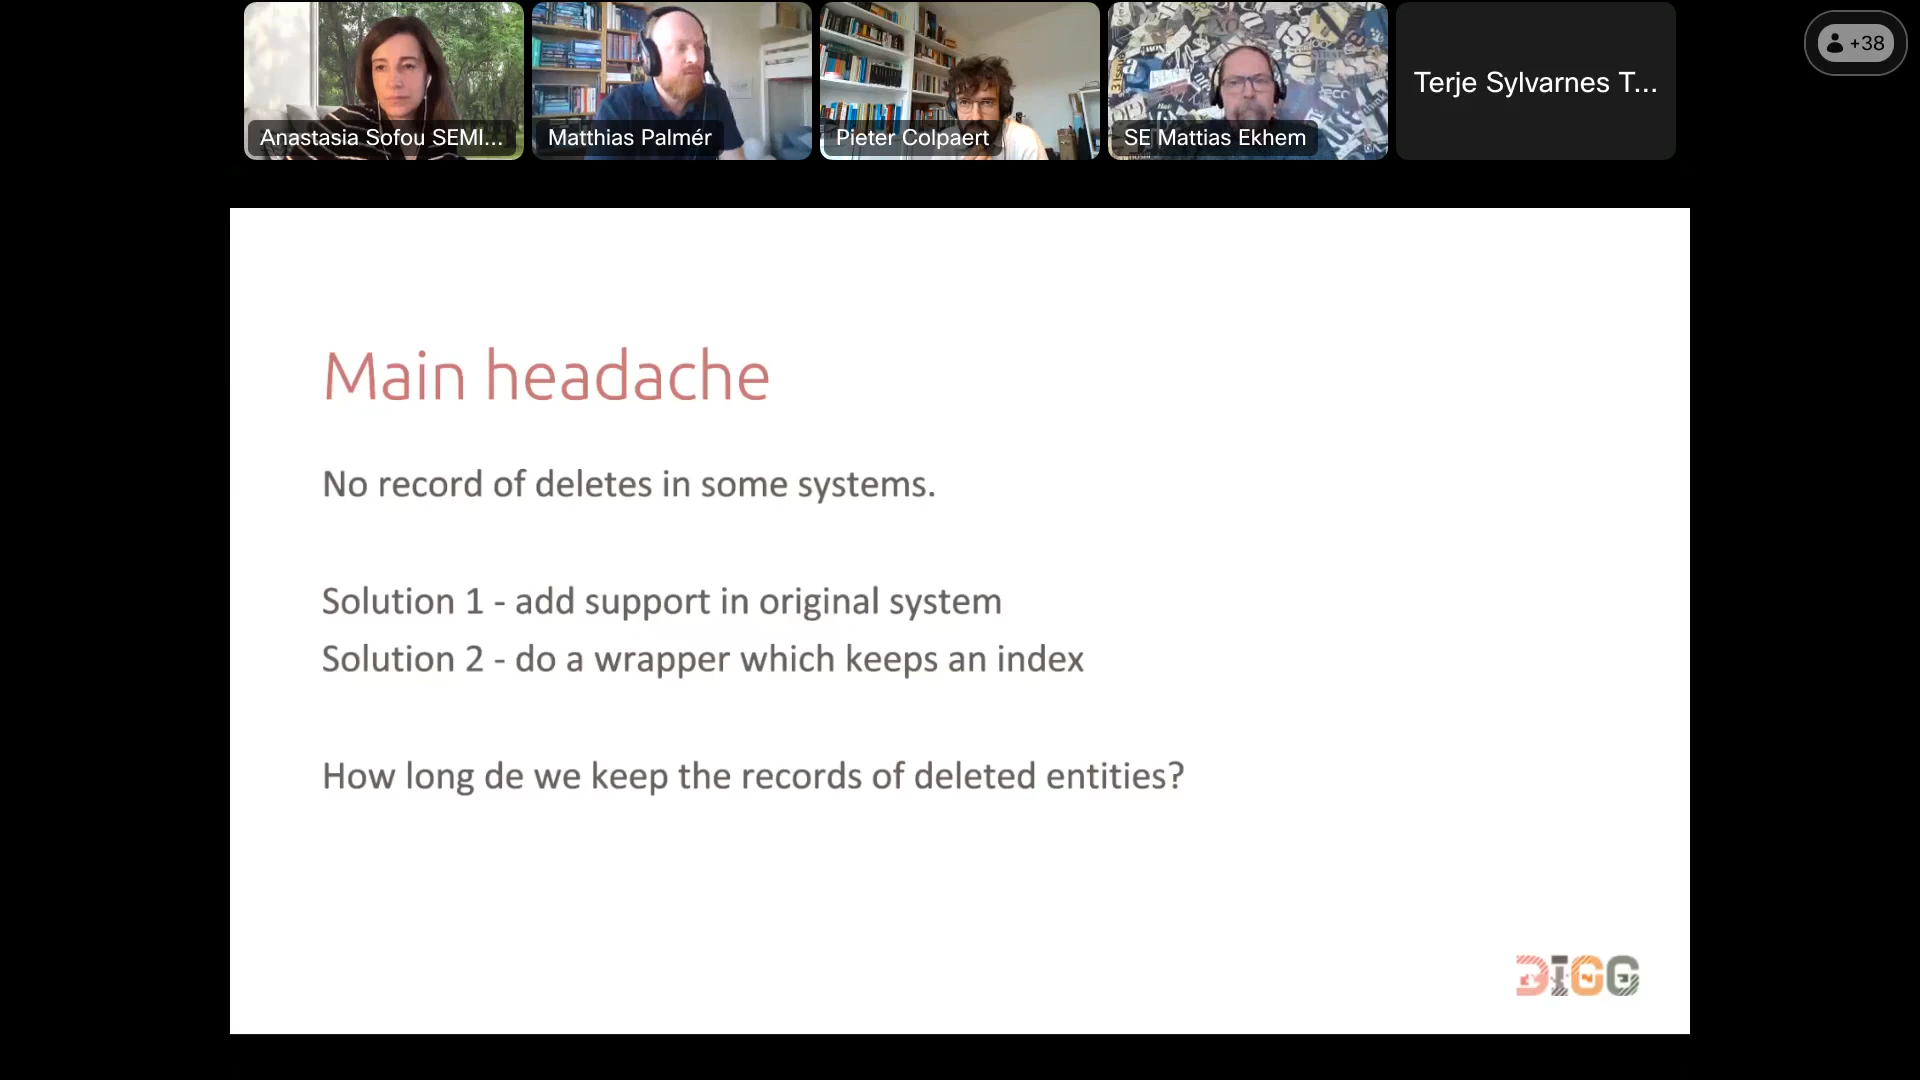 Anastasia Sofou SEMI...
Matthias Palmér
Pieter Colpaert
SE Mattias Ekhem
Terje Sylvarnes T...
+38
Main headache
No record of deletes in some systems.
Solution 1 - add support in original system
Solution 2 - do a wrapper which keeps an index
How long de we keep the records of deleted entities?
DIGG